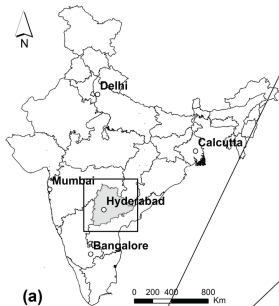 N
Delhi
Calcutta
Mumbai
Hyderabad
Bangalore
(a)
0 200 400 800
Km